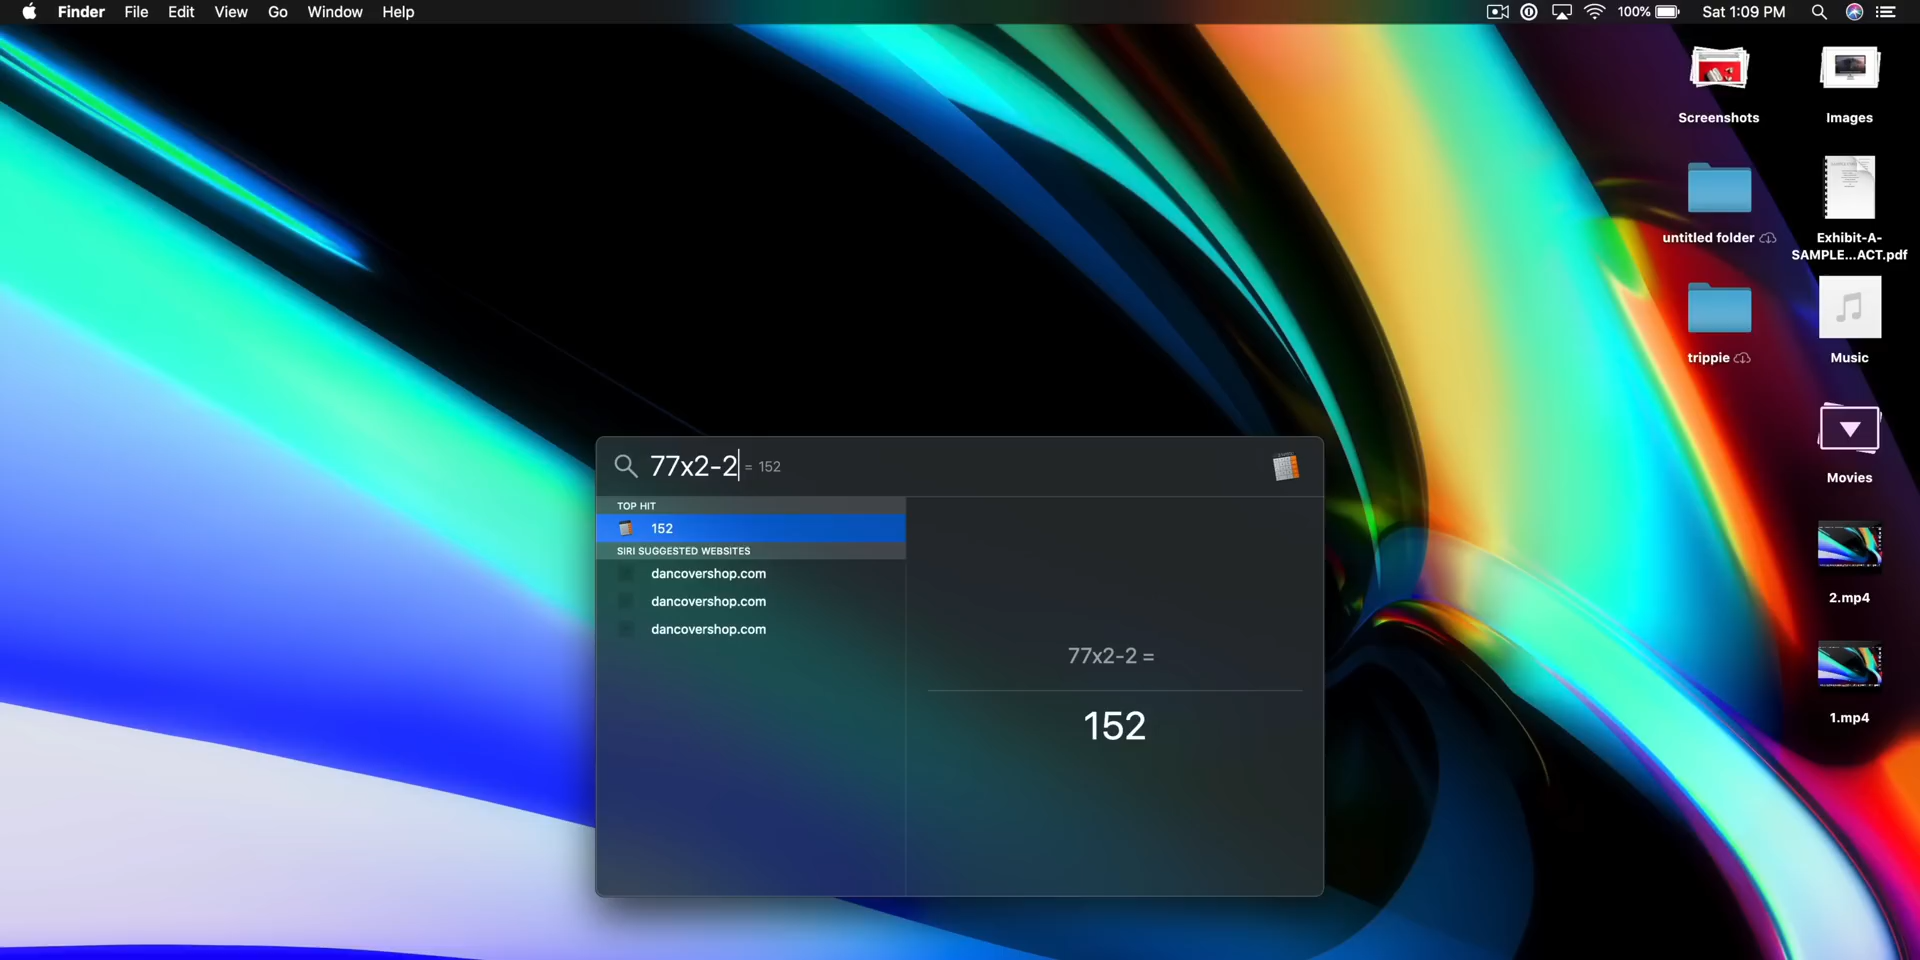 Finder File Edit View Go Window Help
100% Sat 1:09 PM
Screenshots
Images
untitled folder
Exhibit-A-
SAMPLE...ACT.pdf
trippie
Music
Movies
2.mp4
1.mp4
77x2-2 = 152
TOP HIT
152
SIRI SUGGESTED WEBSITES
dancovershop.com
dancovershop.com
dancovershop.com
77x2-2 =
152